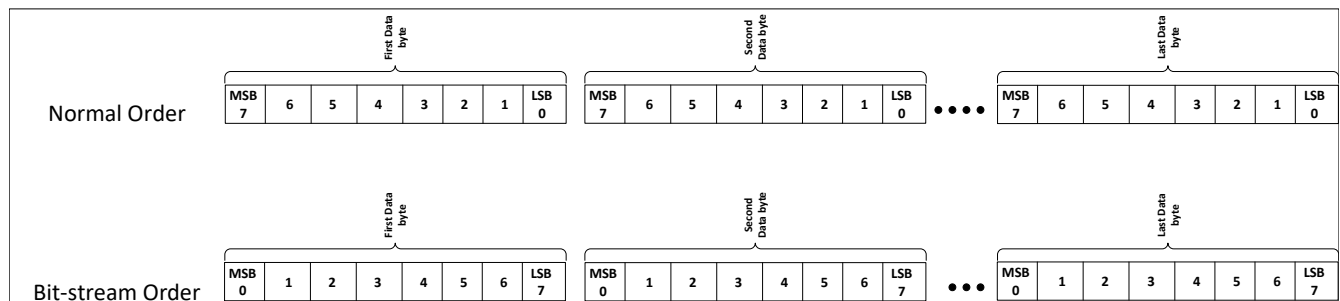 First Data
byte
Second
Data byte
Last Data
byte
Normal Order
MSB 7 6 5 4 3 2 1 LSB 0
MSB 7 6 5 4 3 2 1 LSB 0
MSB 7 6 5 4 3 2 1 LSB 0
First Data
byte
Second
Data byte
Last Data
byte
Bit-stream Order
MSB 0 1 2 3 4 5 6 LSB 7
MSB 0 1 2 3 4 5 6 LSB 7
MSB 0 1 2 3 4 5 6 LSB 7